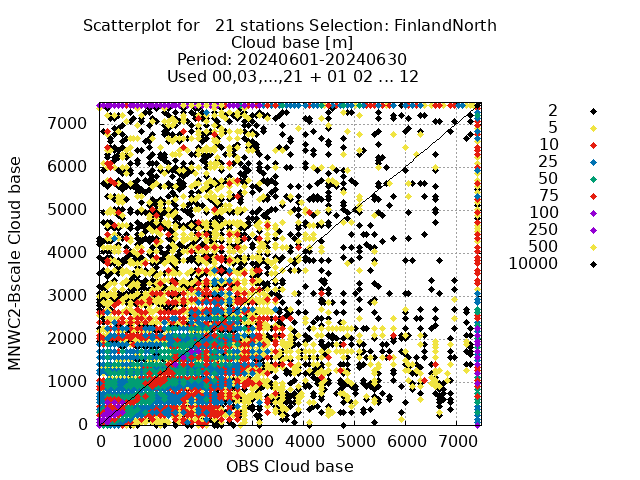 Scatterplot for   21 stations Selection: FinlandNorth
Cloud base [m]
Period: 20240601-20240630
Used 00,03,...,21 + 01 02 ... 12
MNWC2-Bscale Cloud base
7000
6000
5000
4000
3000
2000
1000
0
0 1000 2000 3000 4000 5000 6000 7000
OBS Cloud base
2
5
10
25
50
75
100
250
500
10000